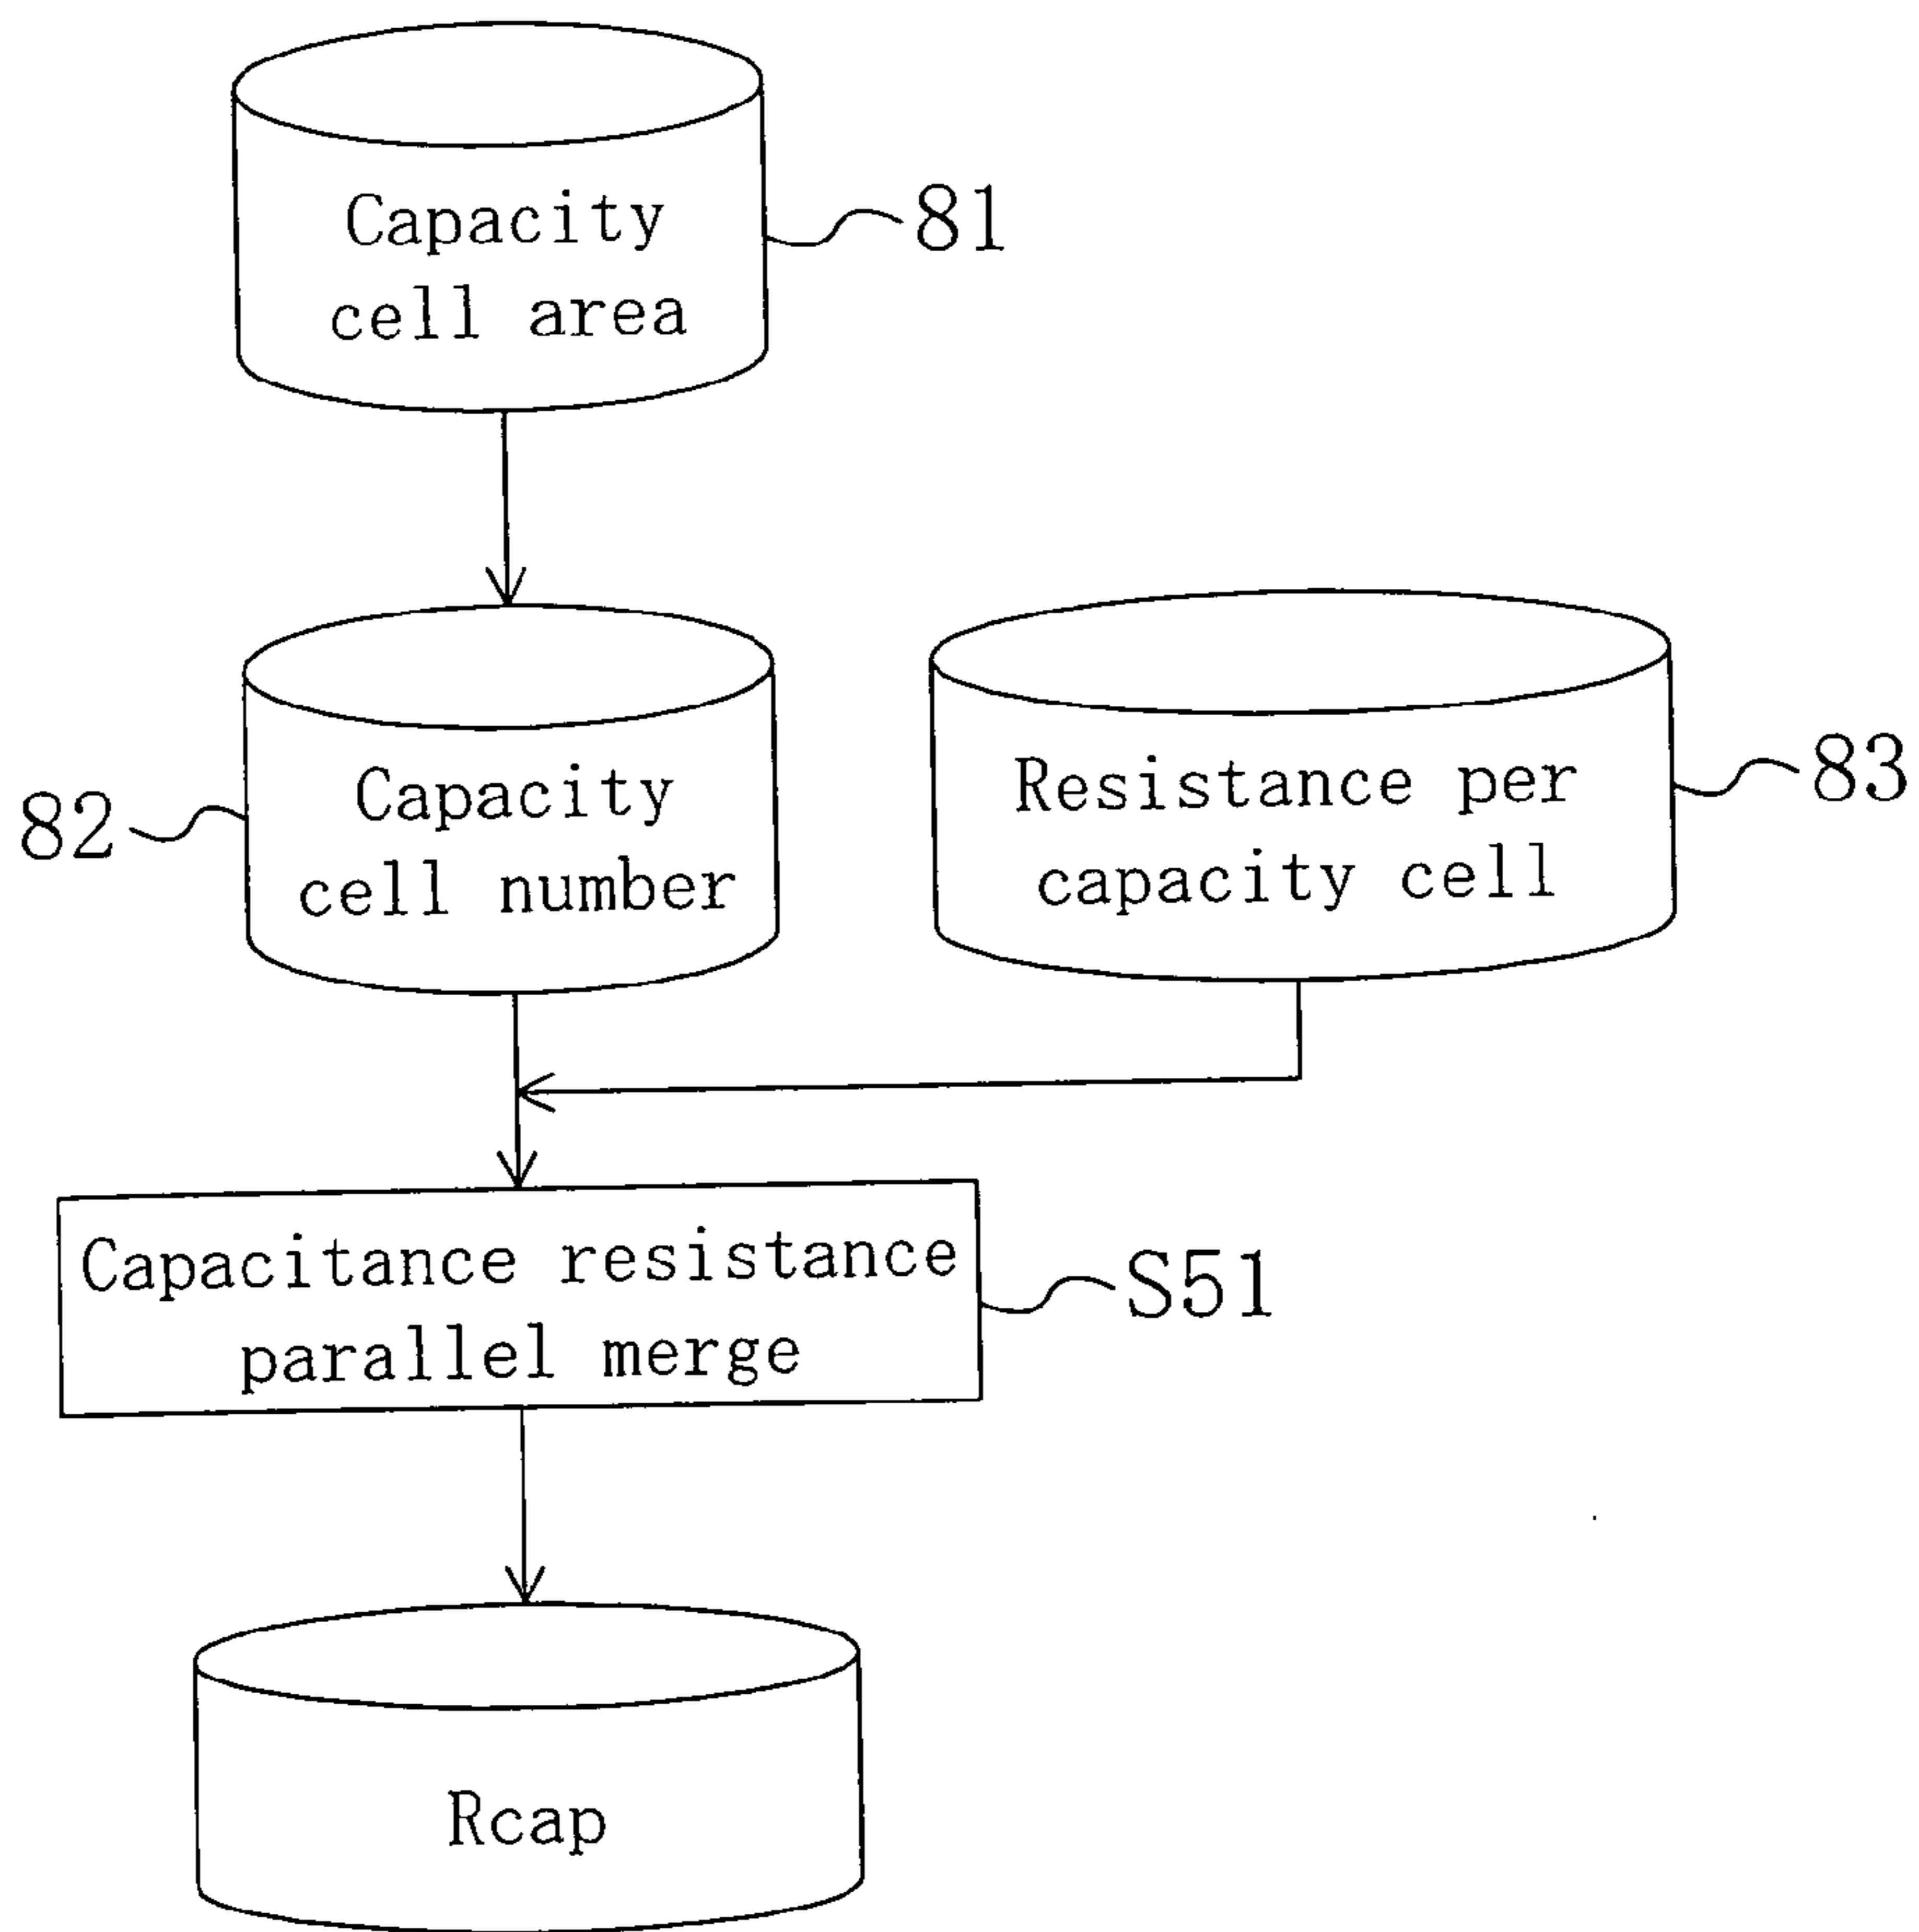 Capacity
cell area
81
Capacity
cell number
82
Resistance per
capacity cell
83
Capacitance resistance
parallel merge
S51
Rcap